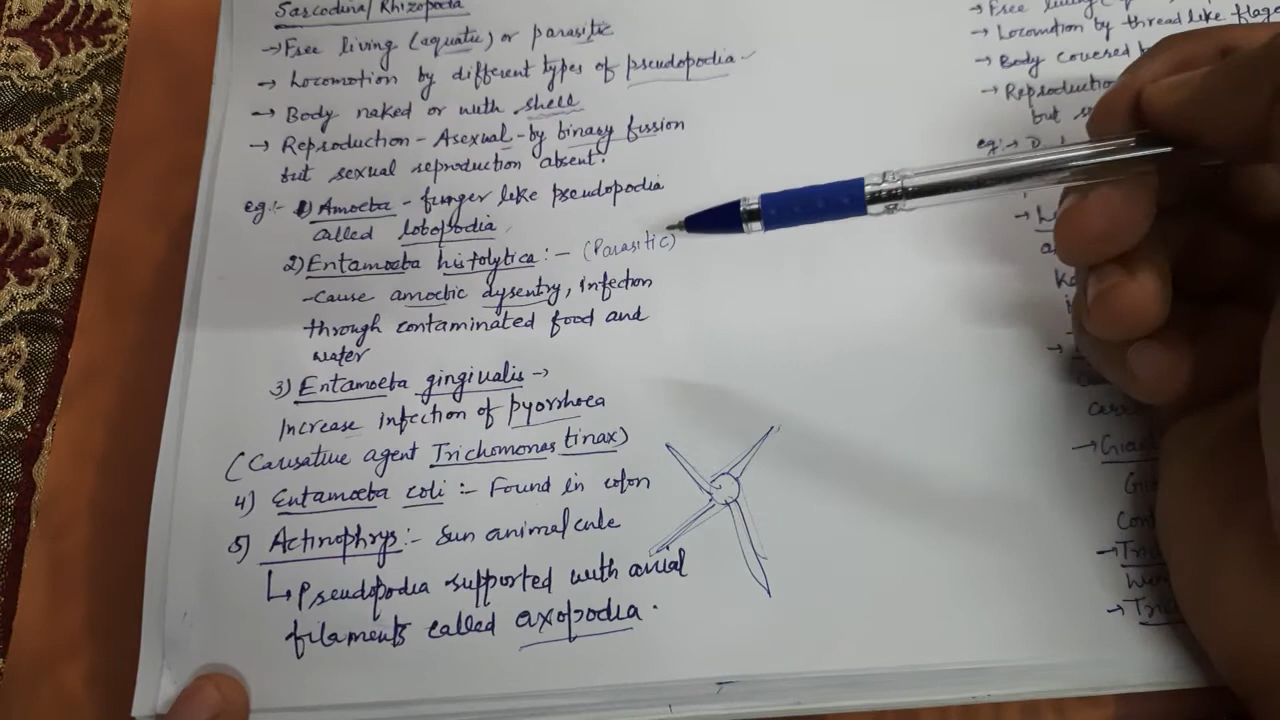 Sarcodina/Rhizopoda
→ Free living (aquatic) or parasitic
→ Locomotion by different types of pseudopodia
→ Body naked or with shell
→ Reproduction - Asexual - by binary fission
but sexual reproduction absent.
eg:- 1) Amoeba - finger like pseudopodia
called lobopodia
2) Entamoeba histolytica :- (Parasitic)
-cause amoebic dysentry, infection
through contaminated food and
water
3) Entamoeba gingivalis →
Increase infection of pyorrhoea
(Causative agent Trichomonas tinax)
4) Entamoeba coli :- Found in colon
5) Actinophrys :- Sun animalcule
↳ Pseudopodia supported with axial
filaments called axopodia.
→ Free living
→ Locomotion by thread like
→ Body covered
→ Reproduction
but
eg:→